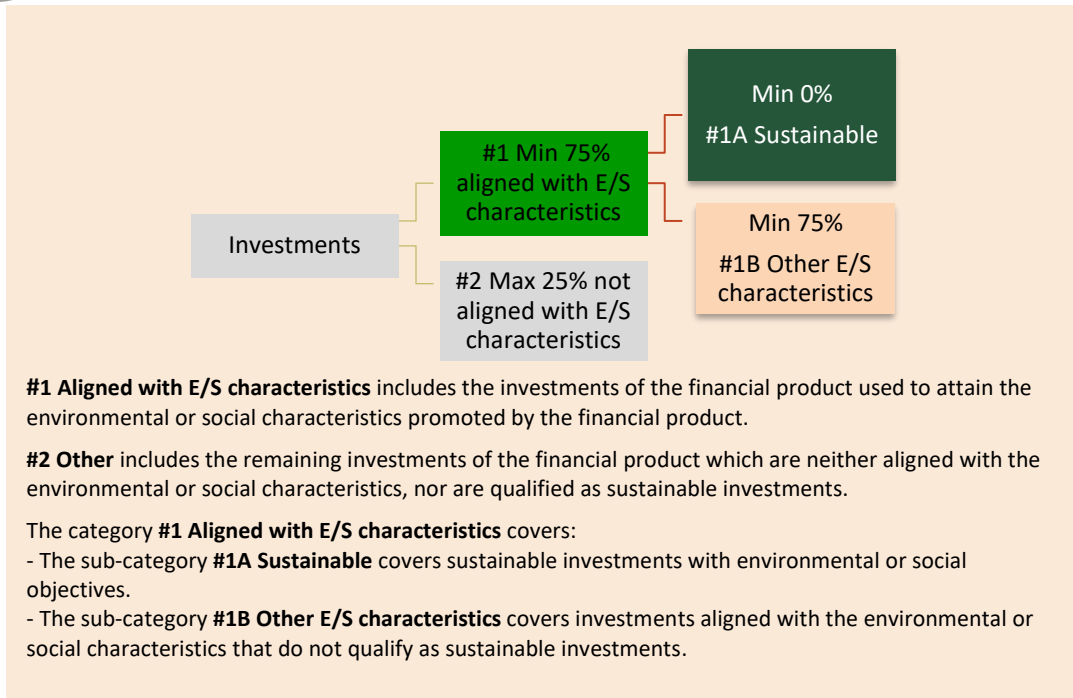 Min 0%
#1A Sustainable
#1 Min 75%
aligned with E/S
characteristics
Min 75%
#1B Other E/S
characteristics
Investments
#2 Max 25% not
aligned with E/S
characteristics
#1 Aligned with E/S characteristics includes the investments of the financial product used to attain the
environmental or social characteristics promoted by the financial product.
#2 Other includes the remaining investments of the financial product which are neither aligned with the
environmental or social characteristics, nor are qualified as sustainable investments.
The category #1 Aligned with E/S characteristics covers:
- The sub-category #1A Sustainable covers sustainable investments with environmental or social
objectives.
- The sub-category #1B Other E/S characteristics covers investments aligned with the environmental or
social characteristics that do not qualify as sustainable investments.